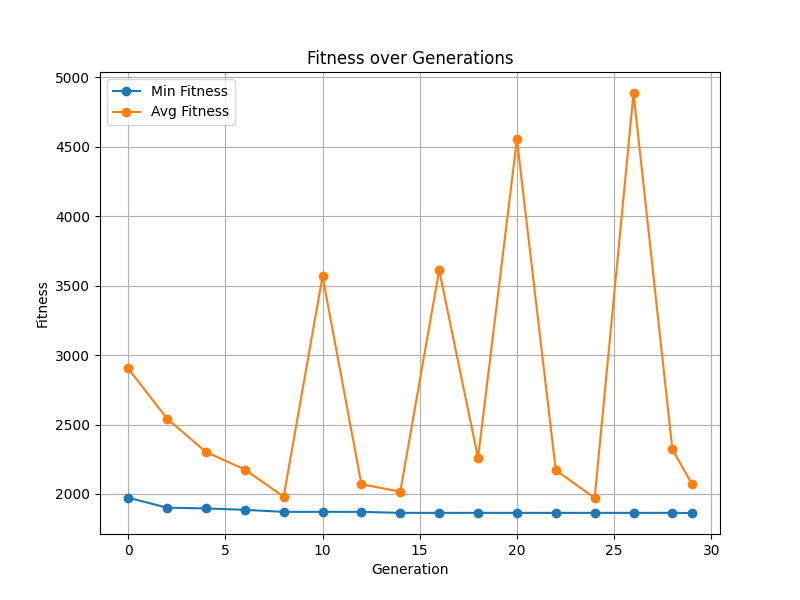 Fitness over Generations
Min Fitness
Avg Fitness
5000
4500
4000
3500
3000
2500
2000
Fitness
0 5 10 15 20 25 30
Generation